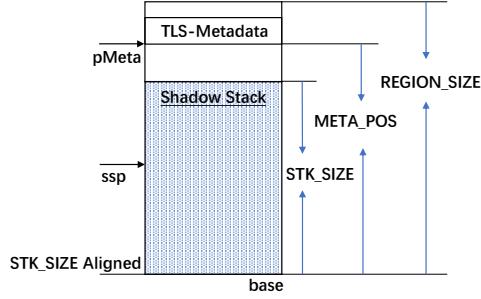 TLS-Metadata
pMeta
REGION_SIZE
Shadow Stack
META_POS
STK_SIZE
ssp
STK_SIZE Aligned
base